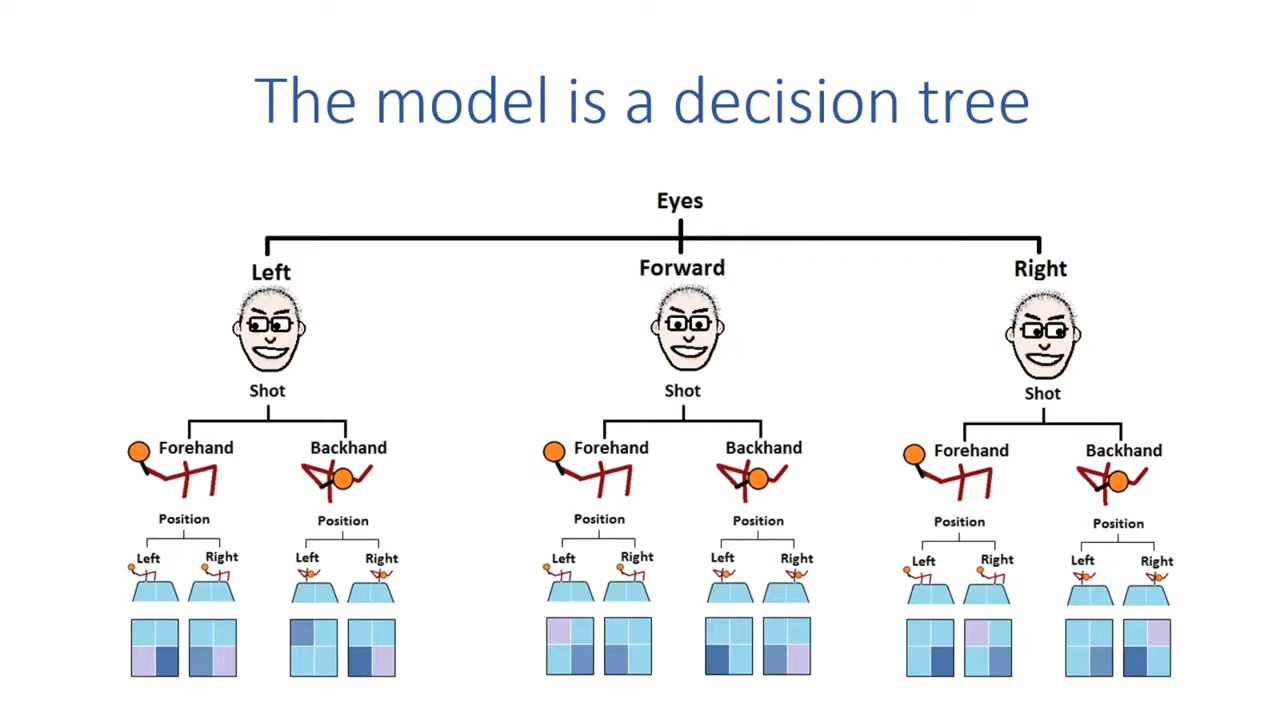 The model is a decision tree
Eyes
Left
Forward
Right
Shot
Shot
Shot
Forehand
Backhand
Forehand
Backhand
Forehand
Backhand
Position
Position
Position
Position
Position
Position
Left
Right
Left
Right
Left
Right
Left
Right
Left
Right
Left
Right